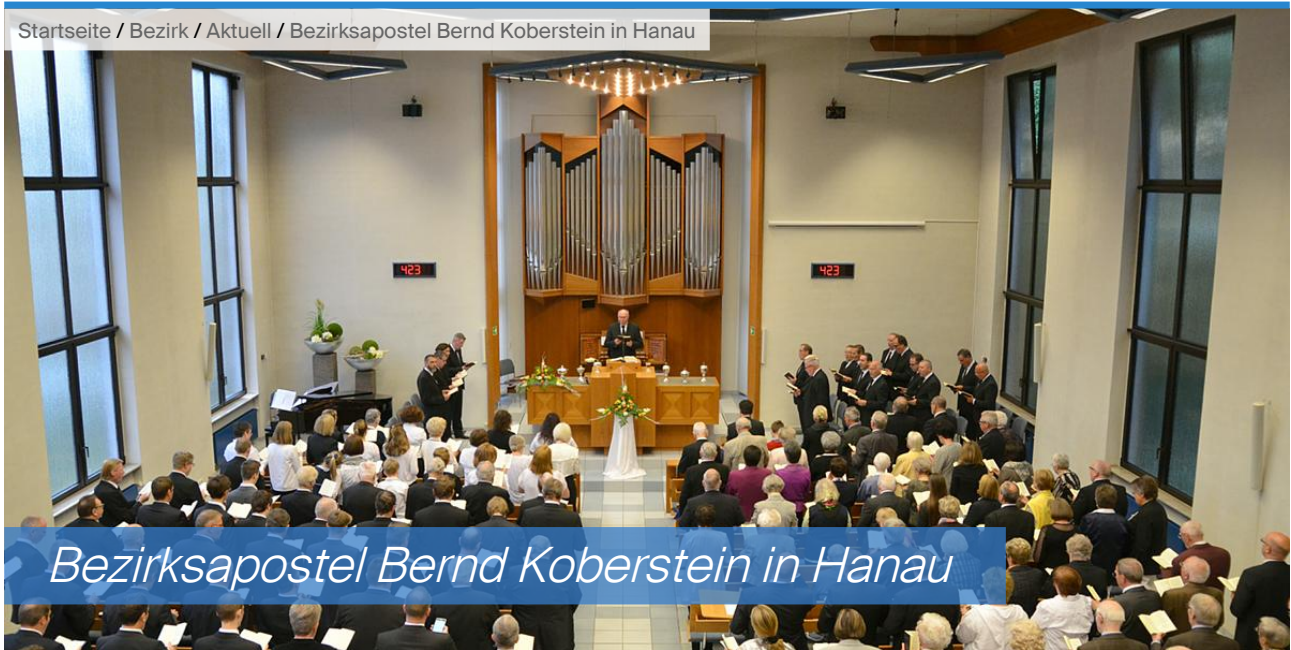 Startseite / Bezirk / Aktuell / Bezirksapostel Bernd Koberstein in Hanau
423 423
Bezirksapostel Bernd Koberstein in Hanau